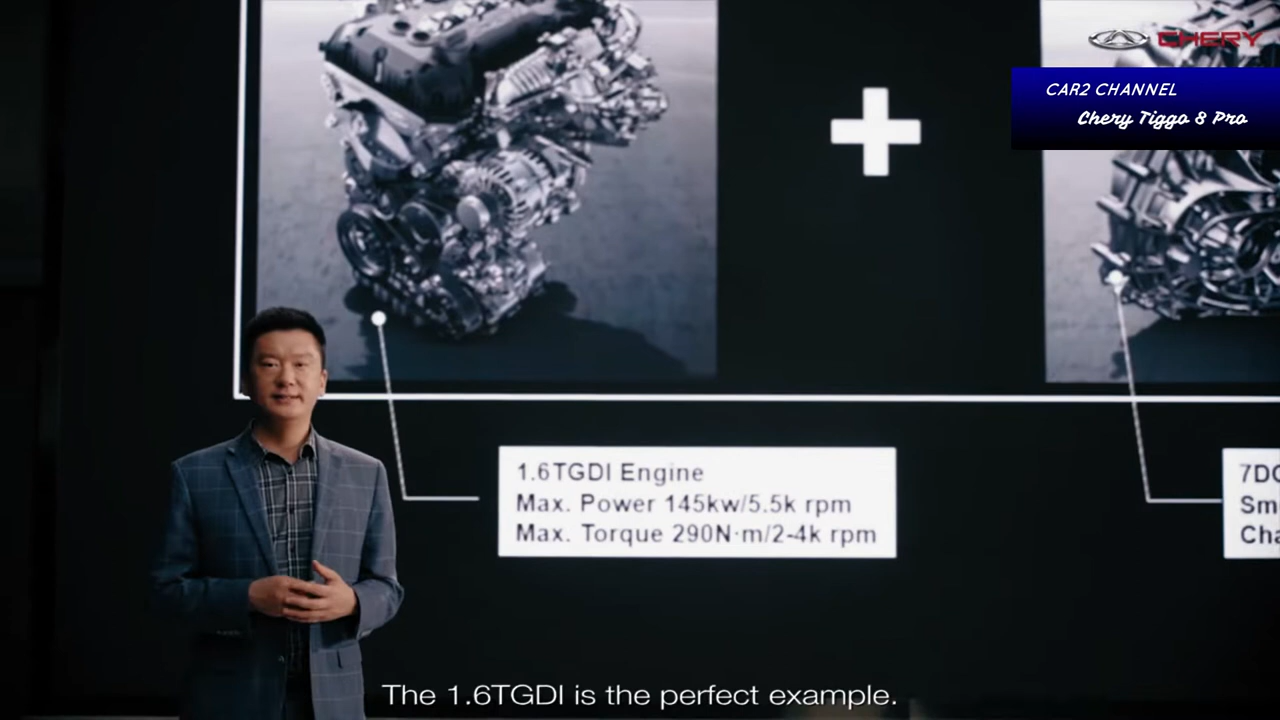 CHERY
CAR2 CHANNEL
Chery Tiggo 8 Pro
1.6TGDI Engine
Max. Power 145kw/5.5k rpm
Max. Torque 290N·m/2-4k rpm
The 1.6TGDI is the perfect example.